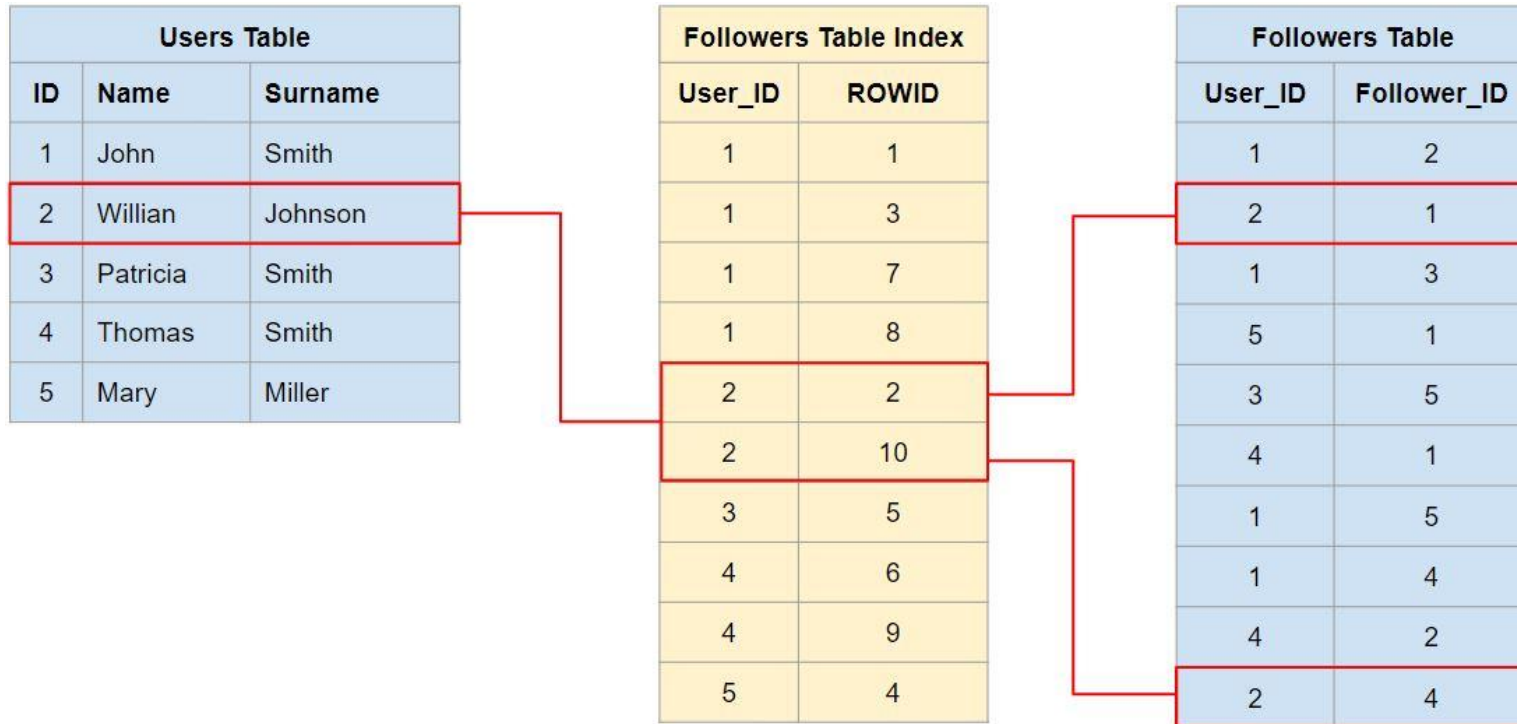 Users Table
ID Name Surname
1 John Smith
2 Willian Johnson
3 Patricia Smith
4 Thomas Smith
5 Mary Miller
Followers Table Index
User_ID ROWID
1 1
1 3
1 7
1 8
2 2
2 10
3 5
4 6
4 9
5 4
Followers Table
User_ID Follower_ID
1 2
2 1
1 3
5 1
3 5
4 1
1 5
1 4
4 2
2 4